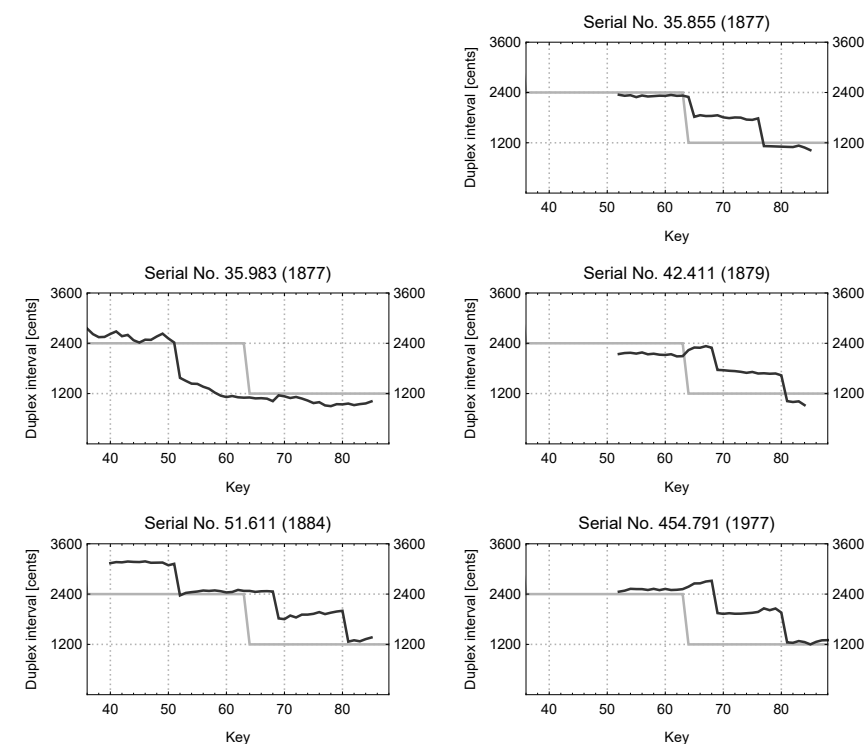 Serial No. 35.855 (1877)
Duplex interval [cents]
3600 3600
2400 2400
1200 1200
40 50 60 70 80
Key
Serial No. 35.983 (1877)
Duplex interval [cents]
3600 3600
2400 2400
1200 1200
40 50 60 70 80
Key
Serial No. 42.411 (1879)
Duplex interval [cents]
3600 3600
2400 2400
1200 1200
40 50 60 70 80
Key
Serial No. 51.611 (1884)
Duplex interval [cents]
3600 3600
2400 2400
1200 1200
40 50 60 70 80
Key
Serial No. 454.791 (1977)
Duplex interval [cents]
3600 3600
2400 2400
1200 1200
40 50 60 70 80
Key